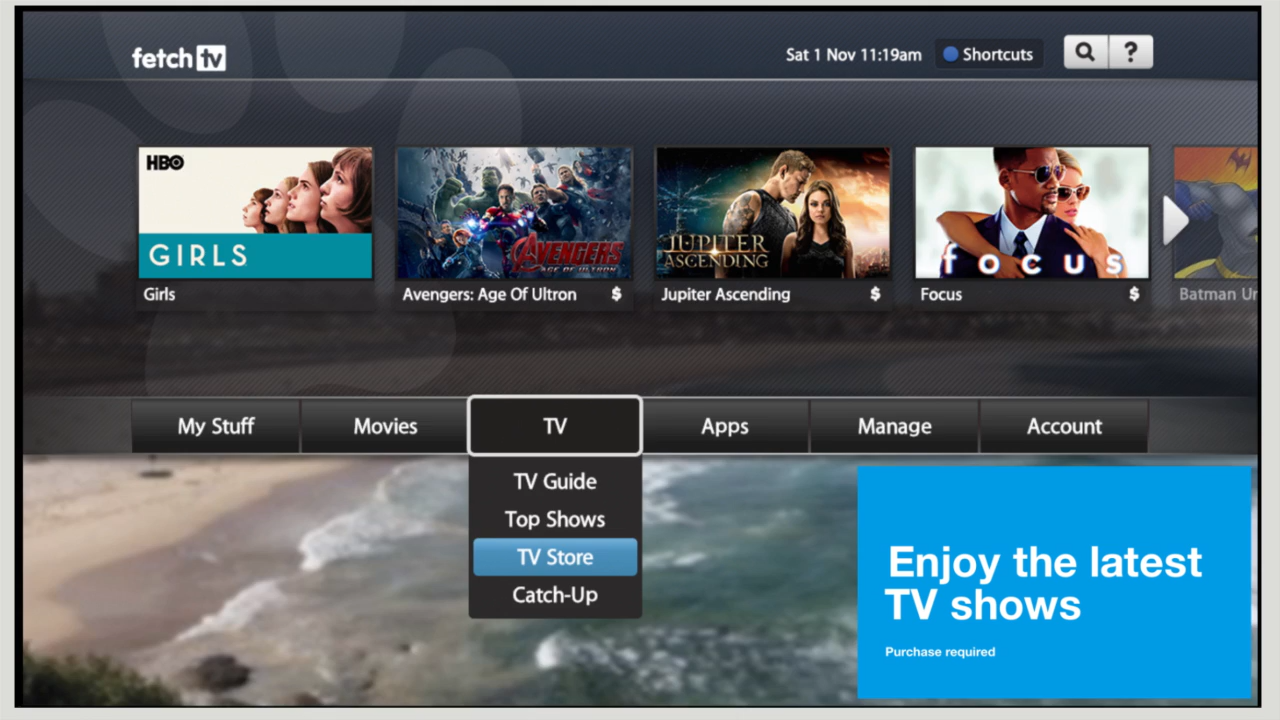 fetch tv
Sat 1 Nov 11:19am
Shortcuts
?
HBO
GIRLS
AVENGERS
AGE OF ULTRON
JUPITER
ASCENDING
focus
Girls
Avengers: Age Of Ultron $
Jupiter Ascending $
Focus $
Batman Ur
My Stuff
Movies
TV
Apps
Manage
Account
TV Guide
Top Shows
TV Store
Catch-Up
Enjoy the latest
TV shows
Purchase required